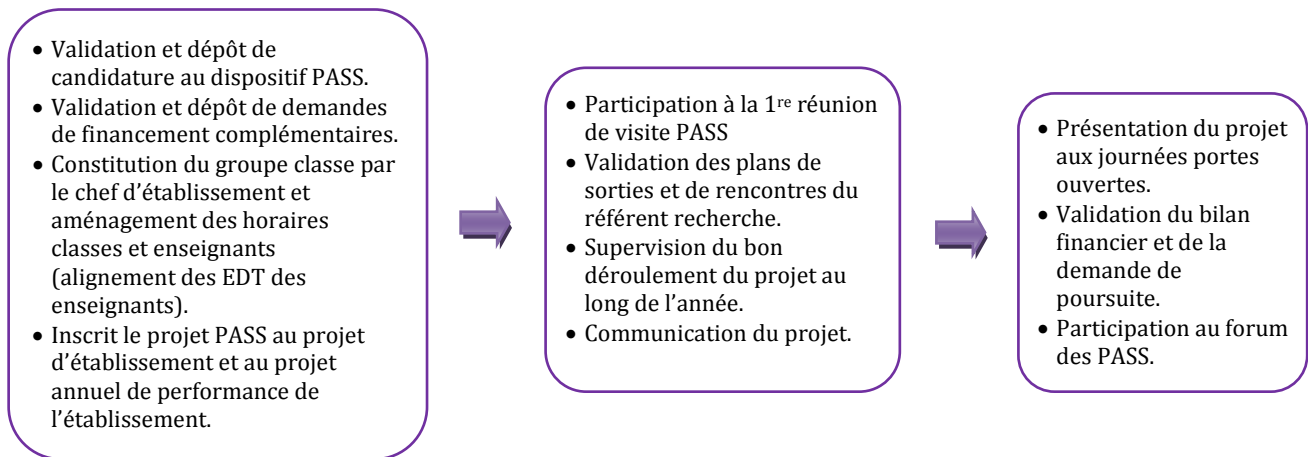 • Validation et dépôt de
candidature au dispositif PASS.
• Validation et dépôt de demandes
de financement complémentaires.
• Constitution du groupe classe par
le chef d’établissement et
aménagement des horaires
classes et enseignants
(alignement des EDT des
enseignants).
• Inscrit le projet PASS au projet
d’établissement et au projet
annuel de performance de
l’établissement.
• Participation à la 1re réunion
de visite PASS
• Validation des plans de
sorties et de rencontres du
référent recherche.
• Supervision du bon
déroulement du projet au
long de l’année.
• Communication du projet.
• Présentation du projet
aux journées portes
ouvertes.
• Validation du bilan
financier et de la
demande de
poursuite.
• Participation au forum
des PASS.